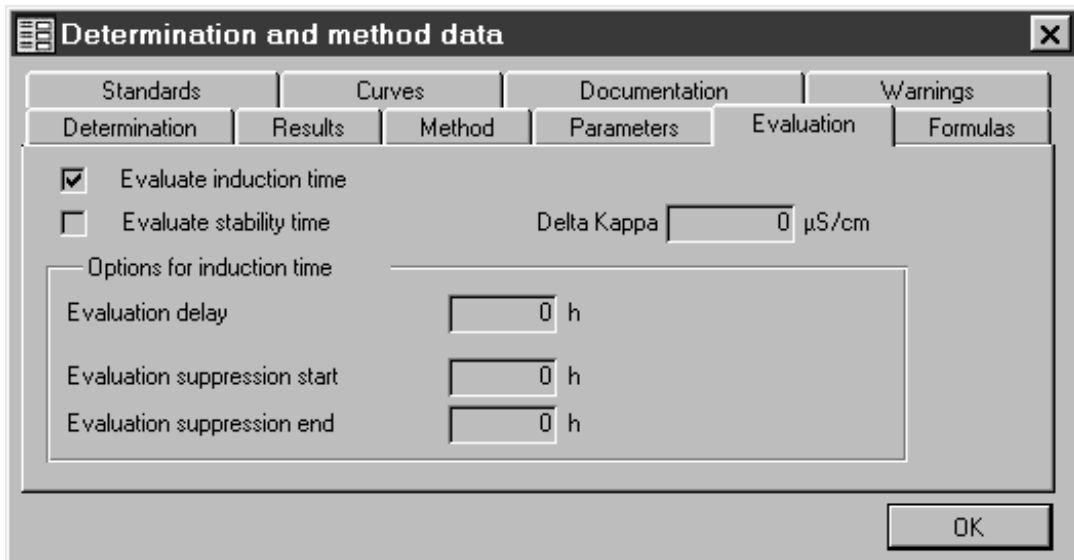 Determination and method data
Standards Curves Documentation Warnings
Determination Results Method Parameters Evaluation Formulas
Evaluate induction time
Evaluate stability time Delta Kappa 0 µS/cm
Options for induction time
Evaluation delay 0 h
Evaluation suppression start 0 h
Evaluation suppression end 0 h
OK